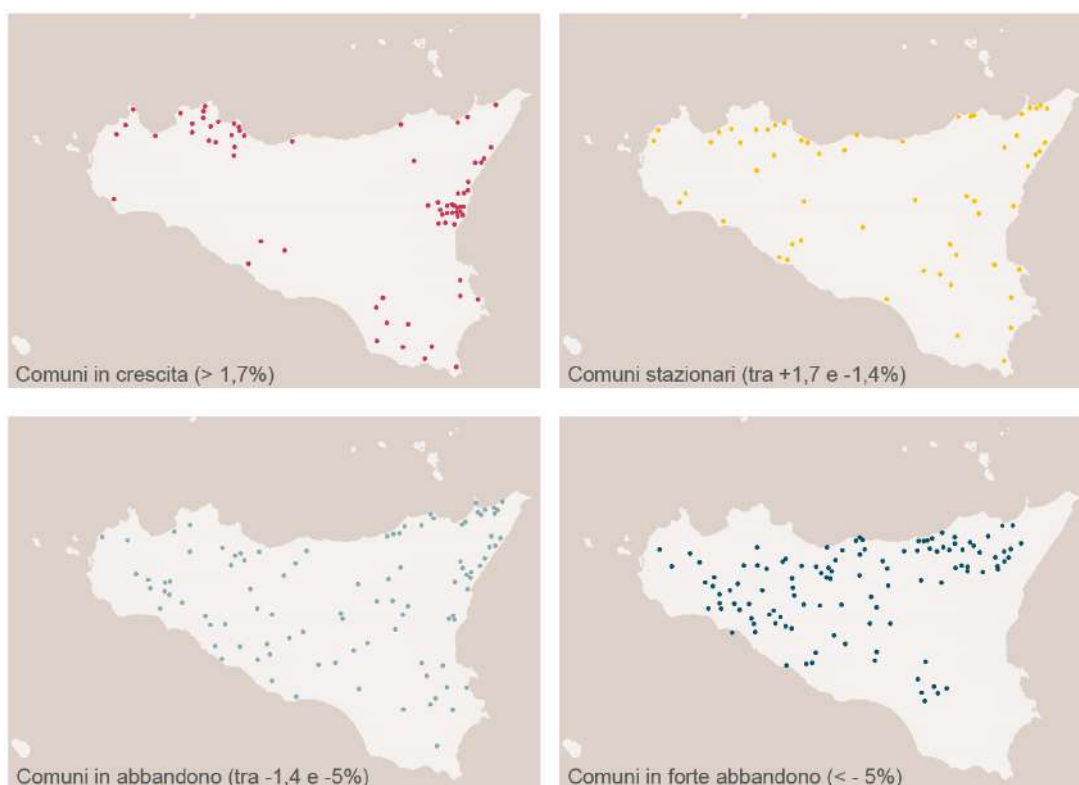 Comuni in crescita (> 1,7%)
Comuni stazionari (tra +1,7 e -1,4%)
Comuni in abbandono (tra -1,4 e -5%)
Comuni in forte abbandono (< - 5%)